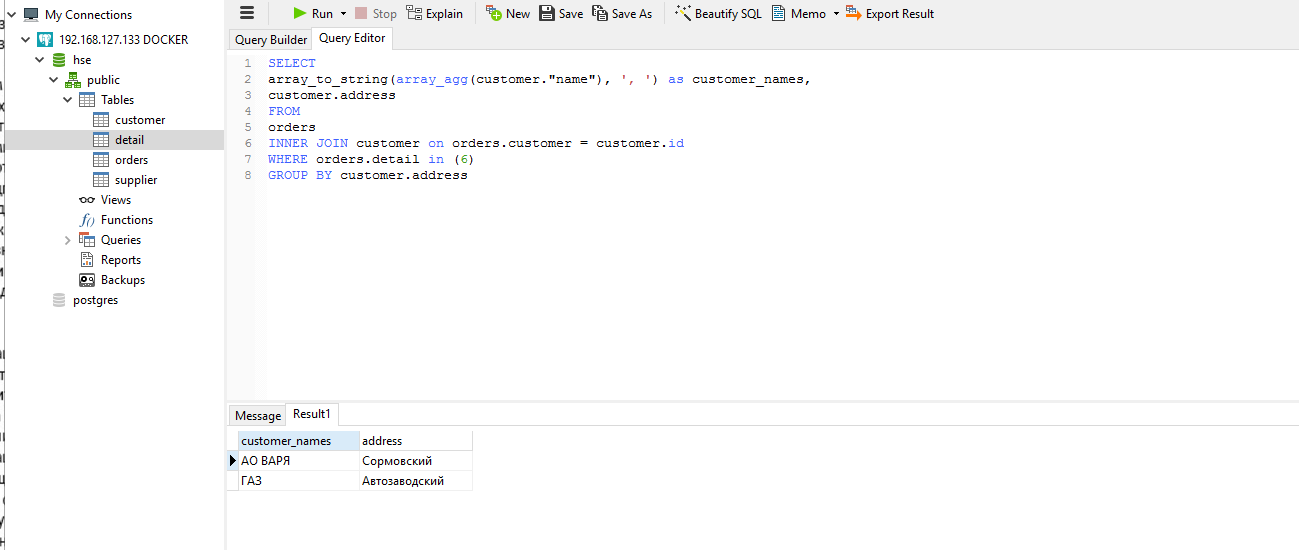 My Connections
192.168.127.133 DOCKER
hse
public
Tables
customer
detail
orders
supplier
Views
f() Functions
Queries
Reports
Backups
postgres
Run Stop Explain New Save Save As Beautify SQL Memo Export Result
Query Builder Query Editor
1 SELECT
2 array_to_string(array_agg(customer."name"), ', ') as customer_names,
3 customer.address
4 FROM
5 orders
6 INNER JOIN customer on orders.customer = customer.id
7 WHERE orders.detail in (6)
8 GROUP BY customer.address
Message Result1
customer_names address
АО ВАРЯ Сормовский
ГАЗ Автозаводский